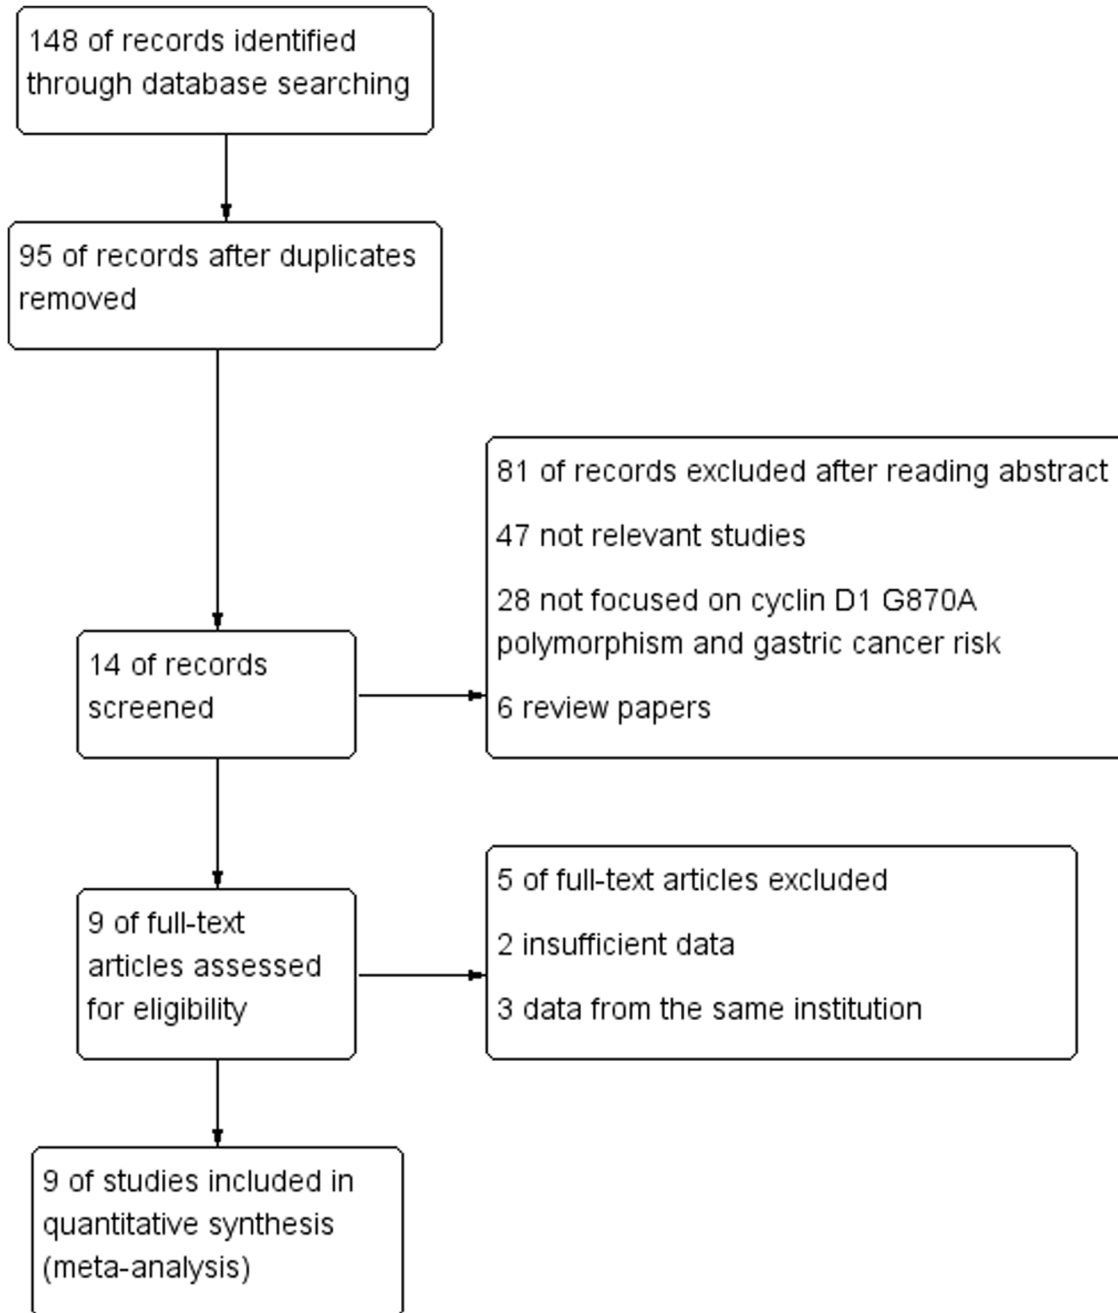 148 of records identified
through database searching
95 of records after duplicates
removed
81 of records excluded after reading abstract
47 not relevant studies
28 not focused on cyclin D1 G870A
polymorphism and gastric cancer risk
6 review papers
14 of records
screened
5 of full-text articles excluded
2 insufficient data
3 data from the same institution
9 of full-text
articles assessed
for eligibility
9 of studies included in
quantitative synthesis
(meta-analysis)